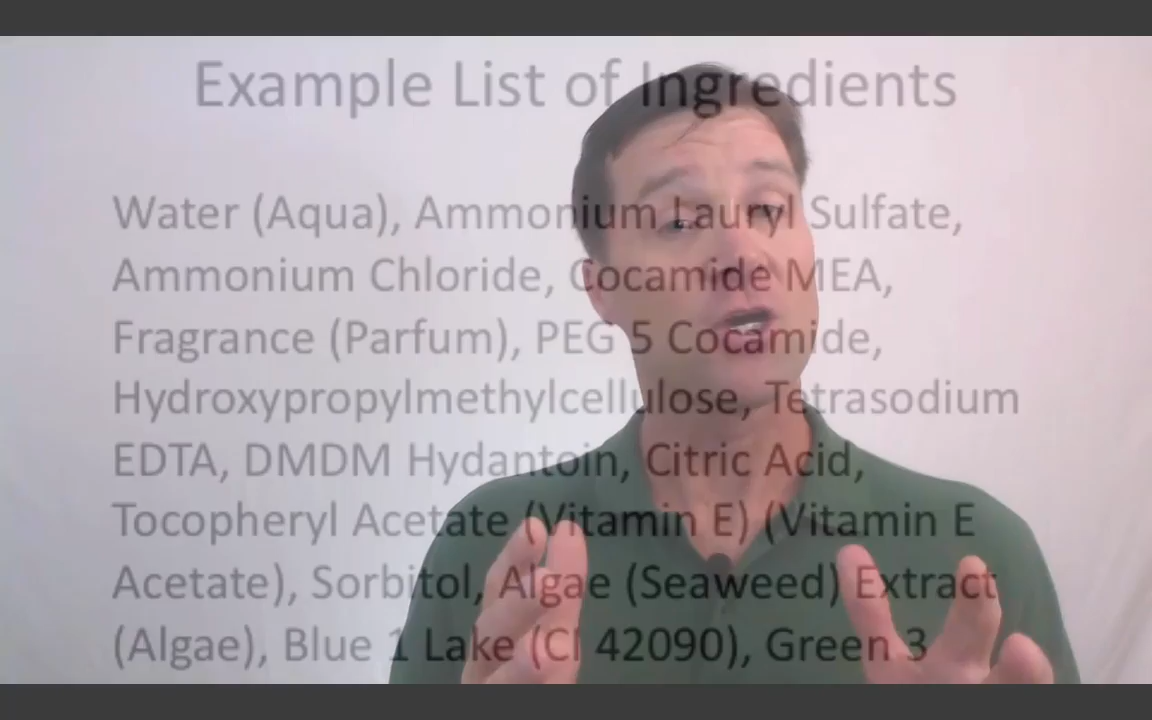 Example List of Ingredients
Water (Aqua), Ammonium Lauryl Sulfate,
Ammonium Chloride, Cocamide MEA,
Fragrance (Parfum), PEG 5 Cocamide,
Hydroxypropylmethylcellulose, Tetrasodium
EDTA, DMDM Hydantoin, Citric Acid,
Tocopheryl Acetate (Vitamin E) (Vitamin E
Acetate), Sorbitol, Algae (Seaweed) Extract
(Algae), Blue 1 Lake (CI 42090), Green 3